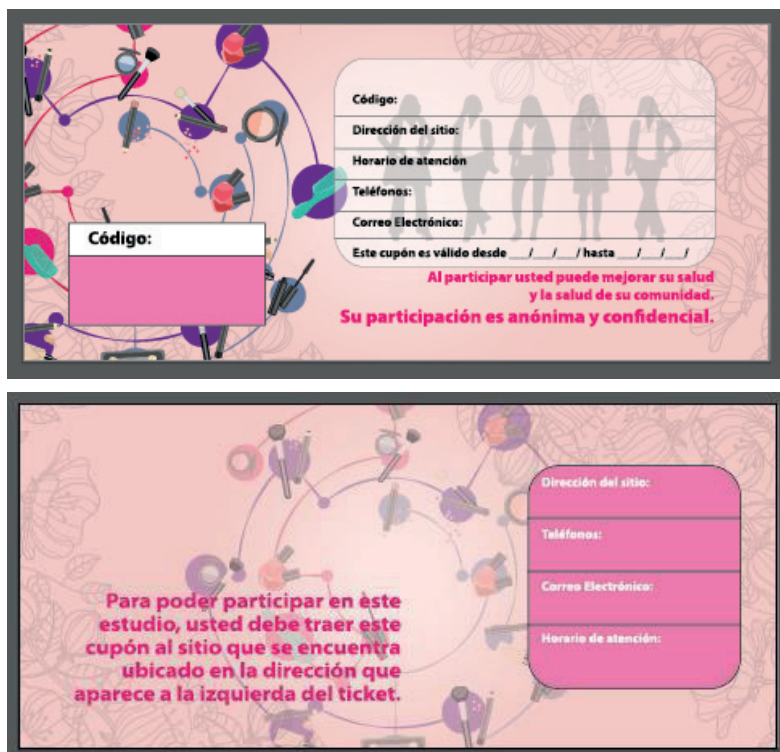 Código:
Dirección del sitio:
Horario de atención
Teléfonos:
Correo Electrónico:
Este cupón es válido desde ___/___/___/ hasta ___/___/___/
Código:
Al participar usted puede mejorar su salud
y la salud de su comunidad.
Su participación es anónima y confidencial.
Para poder participar en este
estudio, usted debe traer este
cupón al sitio que se encuentra
ubicado en la dirección que
aparece a la izquierda del ticket.
Dirección del sitio:
Teléfonos:
Correo Electrónico:
Horario de atención: